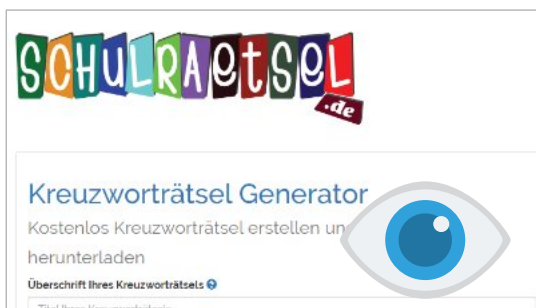 SCHULRAetSeL
.de
Kreuzworträtsel Generator
Kostenlos Kreuzworträtsel erstellen un
herunterladen
Überschrift Ihres Kreuzworträtsels